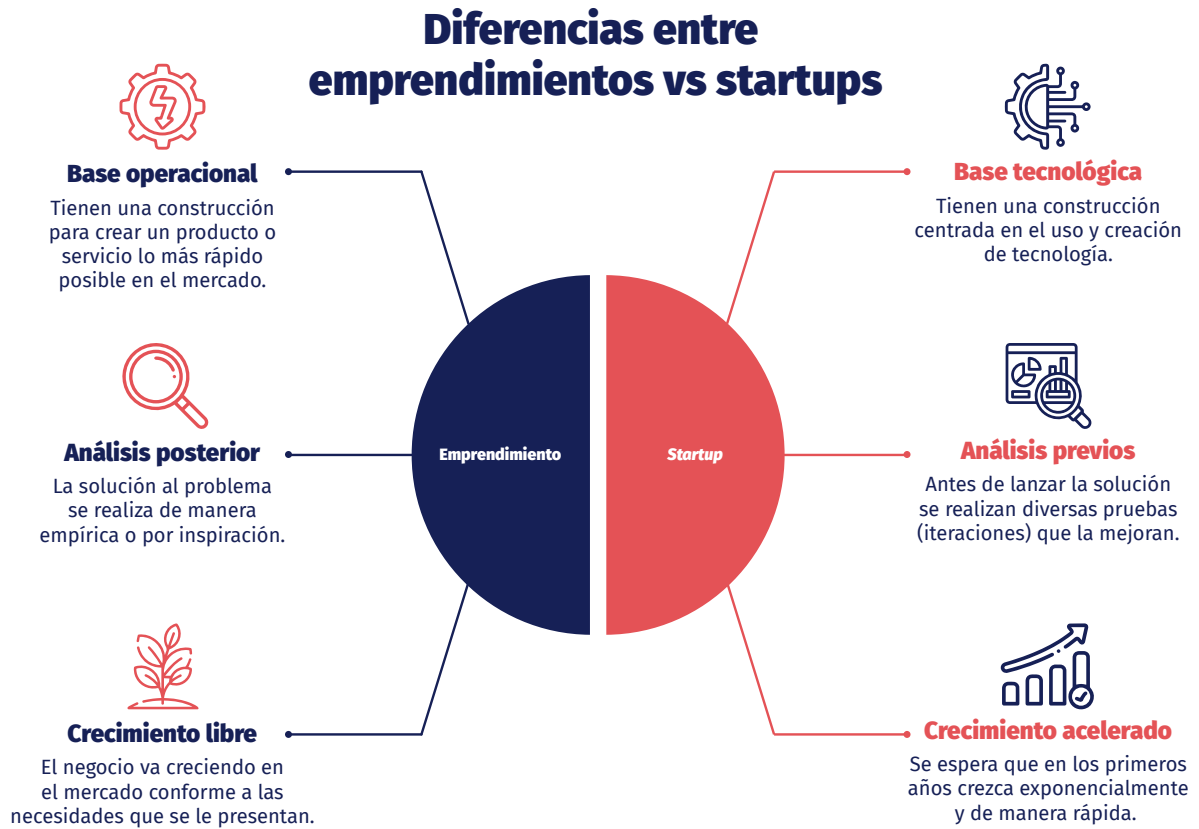 Diferencias entre
emprendimientos vs startups
Base operacional
Tienen una construcción
para crear un producto o
servicio lo más rápido
posible en el mercado.
Análisis posterior
La solución al problema
se realiza de manera
empírica o por inspiración.
Crecimiento libre
El negocio va creciendo en
el mercado conforme a las
necesidades que se le presentan.
Emprendimiento
Startup
Base tecnológica
Tienen una construcción
centrada en el uso y creación
de tecnología.
Análisis previos
Antes de lanzar la solución
se realizan diversas pruebas
(iteraciones) que la mejoran.
Crecimiento acelerado
Se espera que en los primeros
años crezca exponencialmente
y de manera rápida.